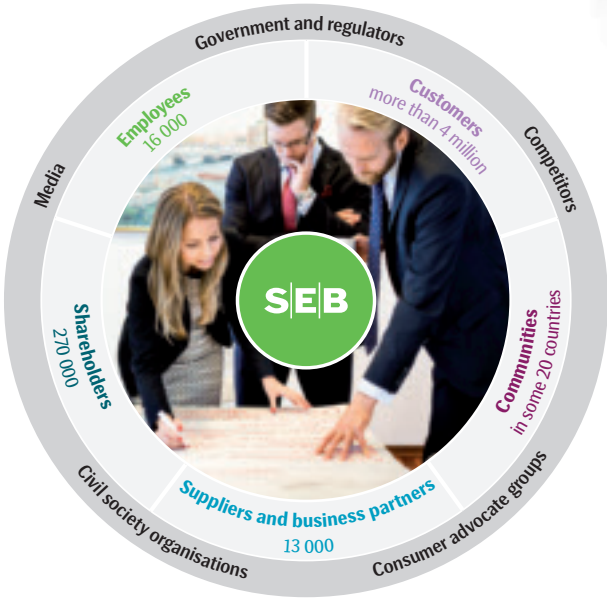 Government and regulators
Competitors
Consumer advocate groups
Civil society organisations
Media
Employees
16 000
Customers
more than 4 million
Communities
in some 20 countries
Suppliers and business partners
13 000
Shareholders
270 000
S|E|B